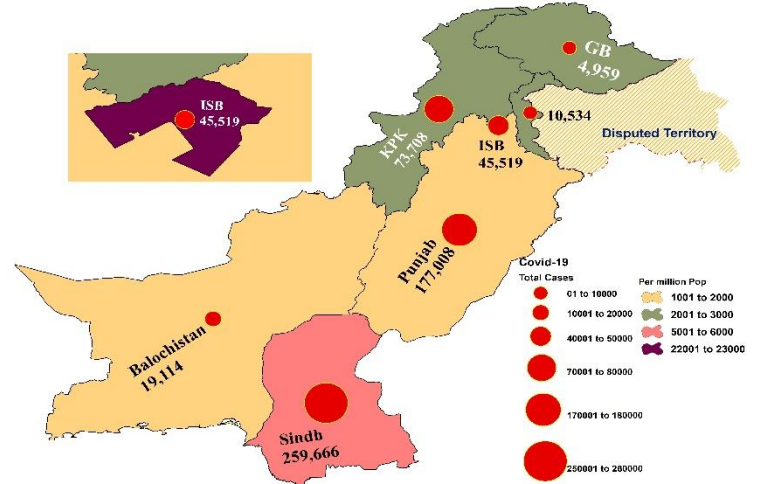 GB
4,959
ISB
45,519
10,534
Disputed Territory
KPK
73,708
ISB
45,519
Punjab
177,008
Balochistan
19,114
Sindh
259,666
Covid-19
Total Cases
01 to 10000
10001 to 20000
40001 to 50000
70001 to 80000
170001 to 180000
250001 to 260000
Per million Pop
1001 to 2000
2001 to 3000
5001 to 6000
22001 to 23000